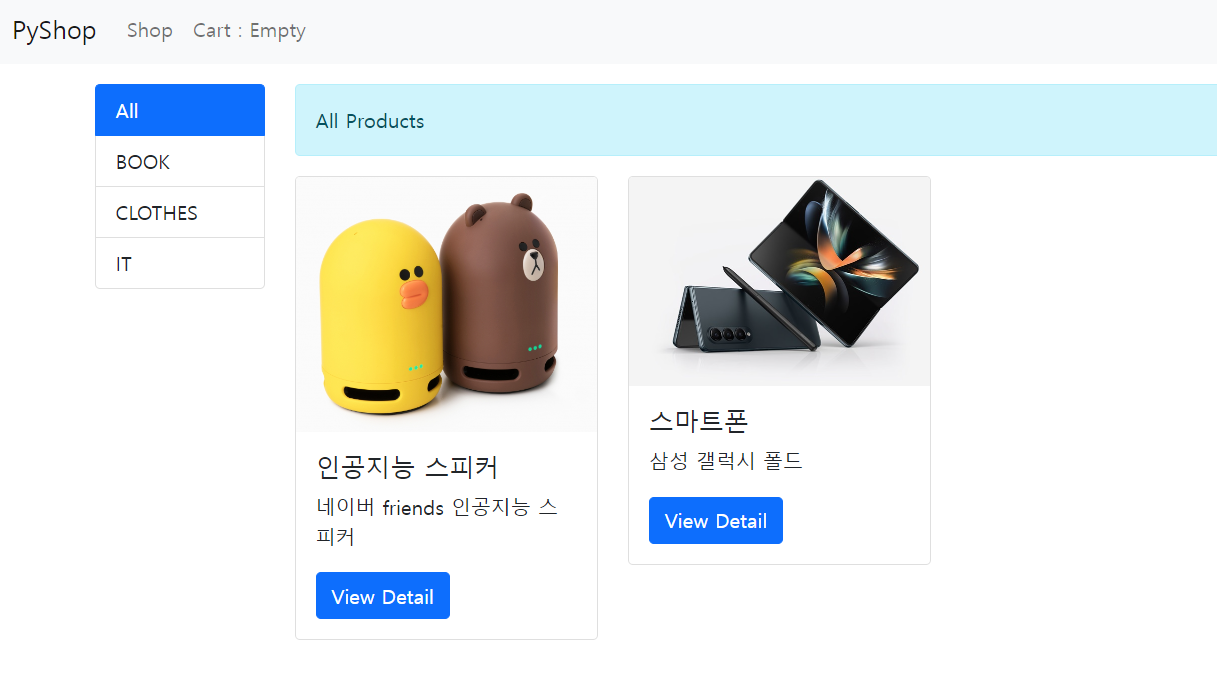 PyShop Shop Cart : Empty
All
BOOK
CLOTHES
IT
All Products
인공지능 스피커
네이버 friends 인공지능 스
피커
View Detail
스마트폰
삼성 갤럭시 폴드
View Detail